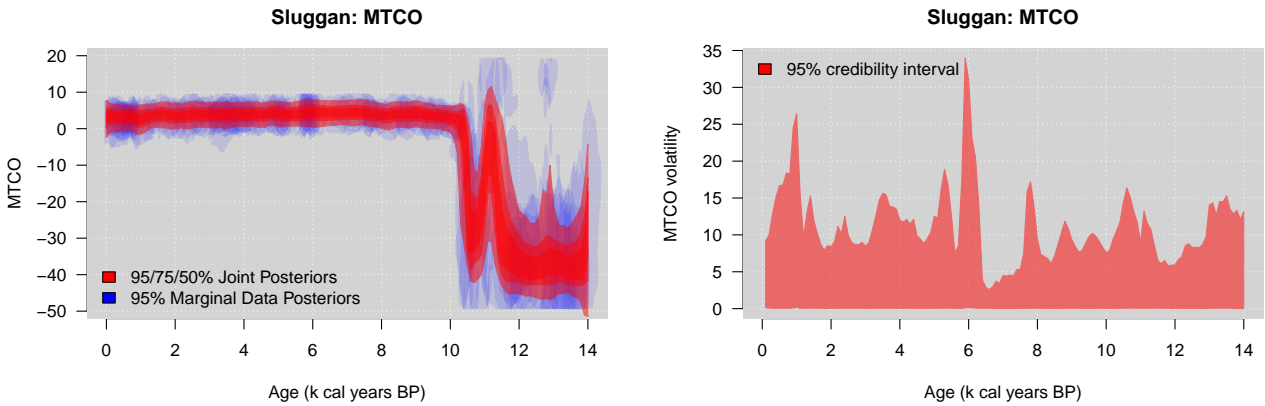 Sluggan: MTCO
20
10
0
−10
−20
−30
−40
−50
MTCO
95/75/50% Joint Posteriors
95% Marginal Data Posteriors
0 2 4 6 8 10 12 14
Age (k cal years BP)
Sluggan: MTCO
35
30
25
20
15
10
5
0
MTCO volatility
95% credibility interval
0 2 4 6 8 10 12 14
Age (k cal years BP)